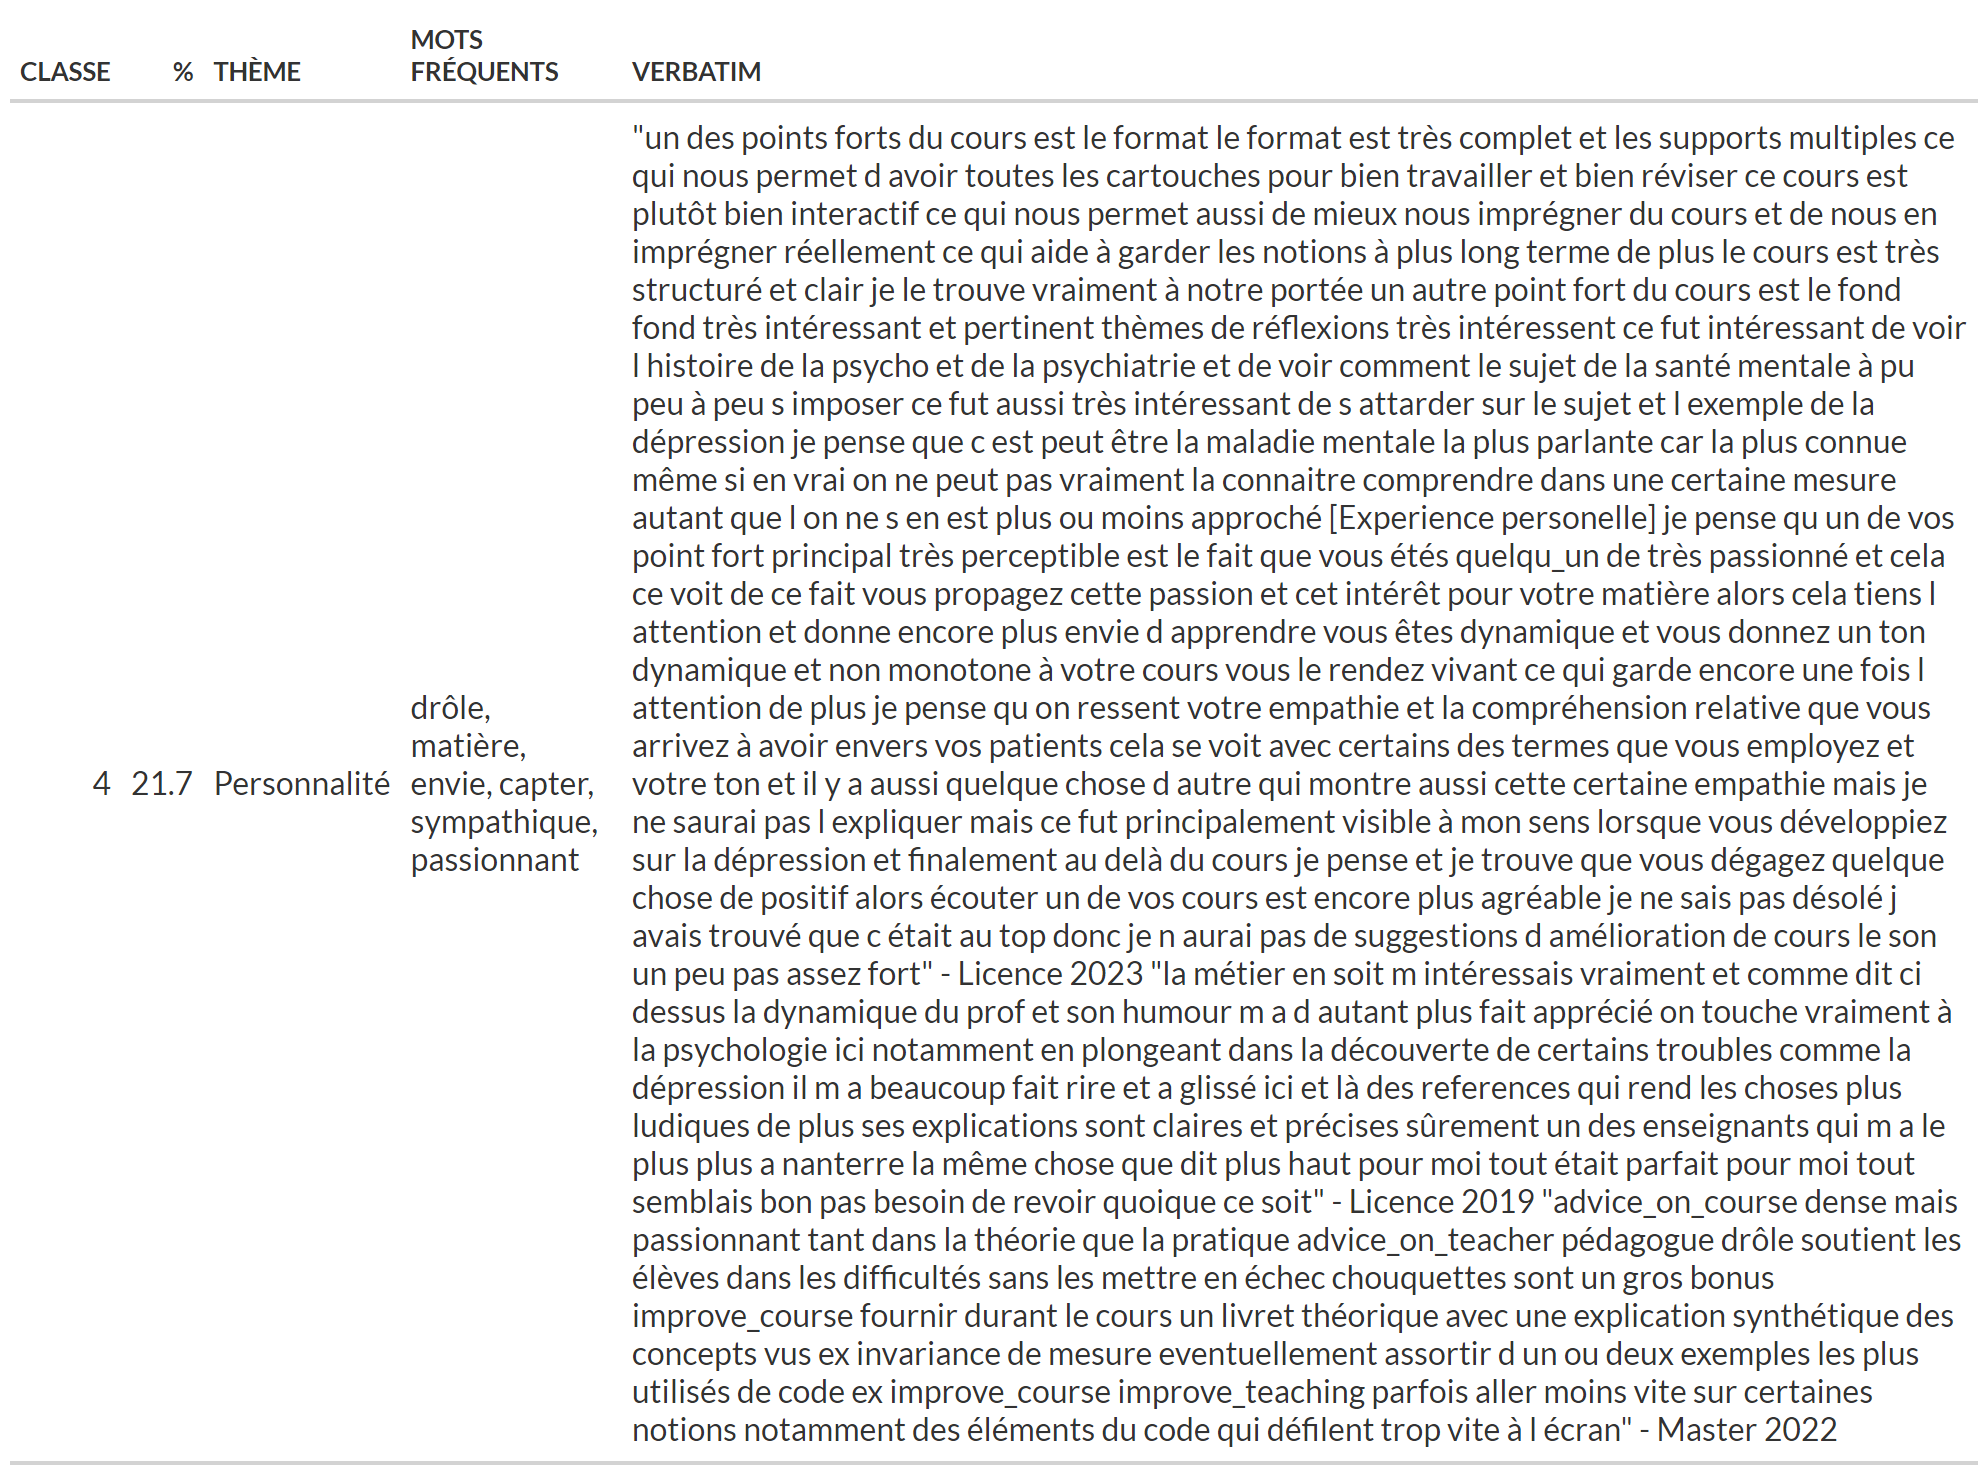 CLASSE % THÈME MOTS FRÉQUENTS VERBATIM
"un des points forts du cours est le format le format est très complet et les supports multiples ce
qui nous permet d avoir toutes les cartouches pour bien travailler et bien réviser ce cours est
plutôt bien interactif ce qui nous permet aussi de mieux nous imprégner du cours et de nous en
imprégner réellement ce qui aide à garder les notions à plus long terme de plus le cours est très
structuré et clair je le trouve vraiment à notre portée un autre point fort du cours est le fond
fond très intéressant et pertinent thèmes de réflexions très intéressent ce fut intéressant de voir
l histoire de la psycho et de la psychiatrie et de voir comment le sujet de la santé mentale à pu
peu à peu s imposer ce fut aussi très intéressant de s attarder sur le sujet et l exemple de la
dépression je pense que c est peut être la maladie mentale la plus parlante car la plus connue
même si en vrai on ne peut pas vraiment la connaitre comprendre dans une certaine mesure
autant que l on ne s en est plus ou moins approché [Experience personelle] je pense qu un de vos
point fort principal très perceptible est le fait que vous étés quelqu_un de très passionné et cela
ce voit de ce fait vous propagez cette passion et cet intérêt pour votre matière alors cela tiens l
attention et donne encore plus envie d apprendre vous êtes dynamique et vous donnez un ton
dynamique et non monotone à votre cours vous le rendez vivant ce qui garde encore une fois l
drôle,
attention de plus je pense qu on ressent votre empathie et la compréhension relative que vous
matière,
arrivez à avoir envers vos patients cela se voit avec certains des termes que vous employez et
4 21.7 Personnalité envie, capter,
votre ton et il y a aussi quelque chose d autre qui montre aussi cette certaine empathie mais je
sympathique,
ne saurai pas l expliquer mais ce fut principalement visible à mon sens lorsque vous développiez
passionnant
sur la dépression et finalement au delà du cours je pense et je trouve que vous dégagez quelque
chose de positif alors écouter un de vos cours est encore plus agréable je ne sais pas désolé j
avais trouvé que c était au top donc je n aurai pas de suggestions d amélioration de cours le son
un peu pas assez fort" - Licence 2023 "la métier en soit m intéressais vraiment et comme dit ci
dessus la dynamique du prof et son humour m a d autant plus fait apprécié on touche vraiment à
la psychologie ici notamment en plongeant dans la découverte de certains troubles comme la
dépression il m a beaucoup fait rire et a glissé ici et là des references qui rend les choses plus
ludiques de plus ses explications sont claires et précises sûrement un des enseignants qui m a le
plus plus a nanterre la même chose que dit plus haut pour moi tout était parfait pour moi tout
semblais bon pas besoin de revoir quoique ce soit" - Licence 2019 "advice_on_course dense mais
passionnant tant dans la théorie que la pratique advice_on_teacher pédagogue drôle soutient les
élèves dans les difficultés sans les mettre en échec chouquettes sont un gros bonus
improve_course fournir durant le cours un livret théorique avec une explication synthétique des
concepts vus ex invariance de mesure eventuellement assortir d un ou deux exemples les plus
utilisés de code ex improve_course improve_teaching parfois aller moins vite sur certaines
notions notamment des éléments du code qui défilent trop vite à l écran" - Master 2022